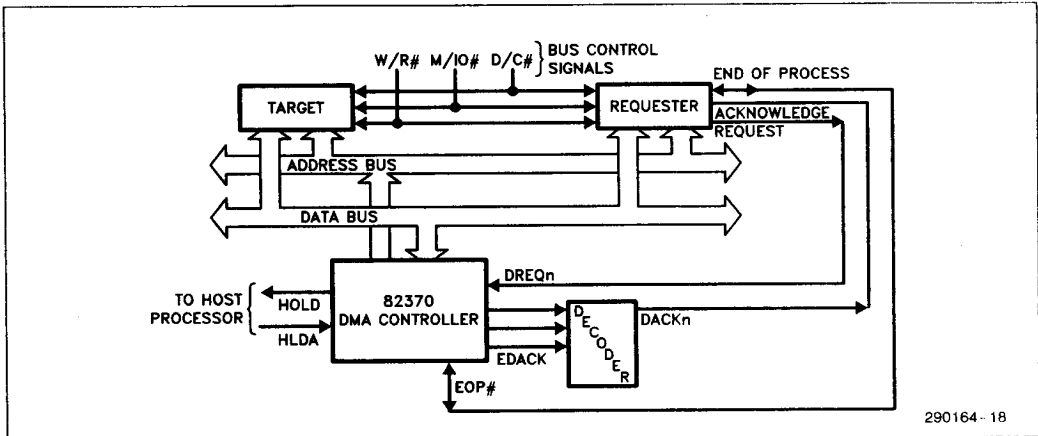 W/R# M/IO# D/C# BUS CONTROL
SIGNALS
END OF PROCESS
TARGET
REQUESTER
ACKNOWLEDGE
REQUEST
ADDRESS BUS
DATA BUS
TO HOST
PROCESSOR
HOLD
HLDA
82370
DMA CONTROLLER
DREQn
EDACK
DECODER
DACKn
EOP#
290164-18